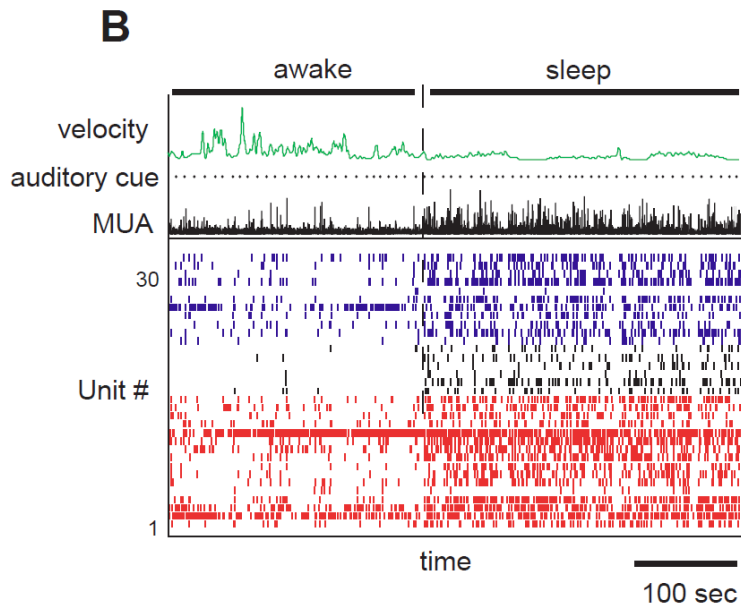 B
awake
sleep
velocity
auditory cue
MUA
30
Unit #
1
time
100 sec